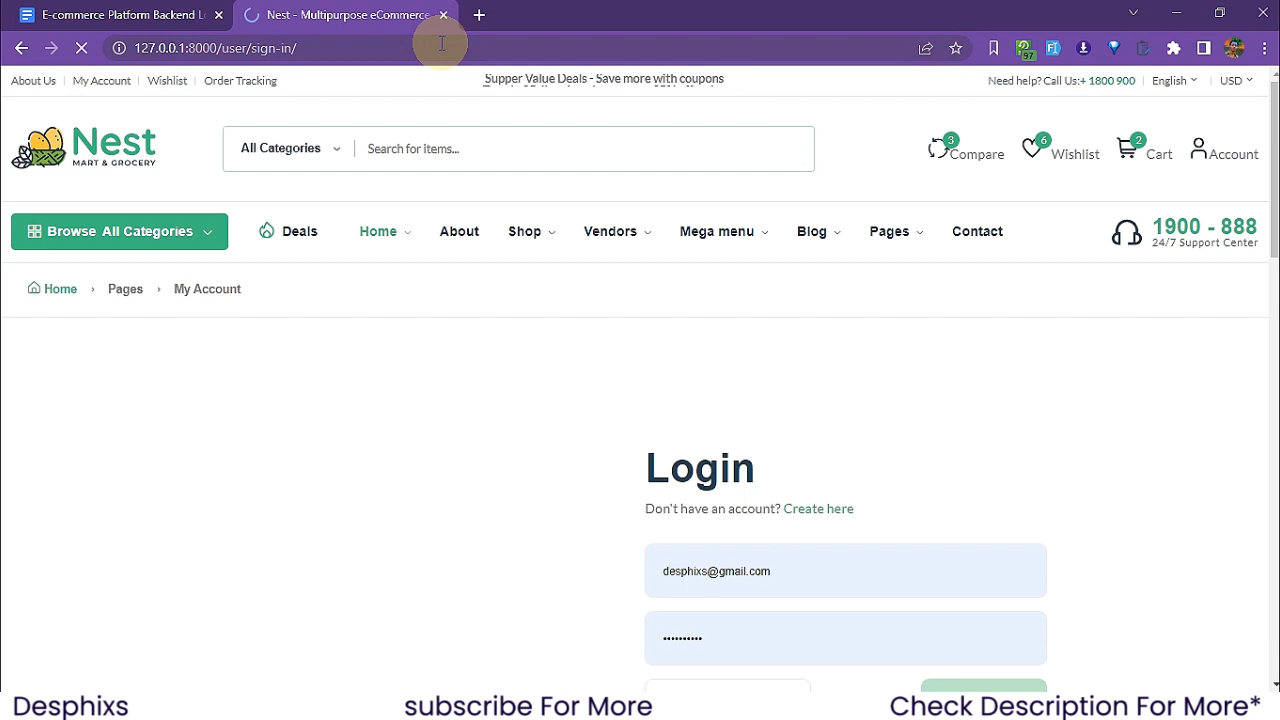 E-commerce Platform Backend Lo
Nest - Multipurpose eCommerce
127.0.0.1:8000/user/sign-in/
97
About Us | My Account | Wishlist | Order Tracking
Supper Value Deals - Save more with coupons
Need help? Call Us:+ 1800 900 | English | USD
Nest
MART & GROCERY
All Categories
Search for items...
3 Compare
6 Wishlist
2 Cart
Account
Browse All Categories
Deals
Home
About
Shop
Vendors
Mega menu
Blog
Pages
Contact
1900 - 888
24/7 Support Center
Home > Pages > My Account
Login
Don't have an account? Create here
desphixs@gmail.com
••••••••••
Desphixs
subscribe For More
Check Description For More*